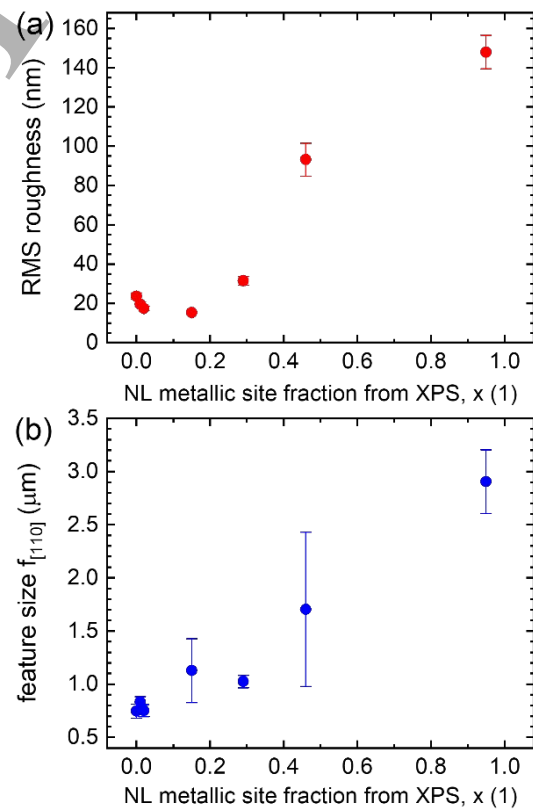 (a)
160
140
120
100
80
60
40
20
0
RMS roughness (nm)
0.0 0.2 0.4 0.6 0.8 1.0
NL metallic site fraction from XPS, x (1)
(b)
3.5
3.0
2.5
2.0
1.5
1.0
0.5
feature size f[110] (μm)
0.0 0.2 0.4 0.6 0.8 1.0
NL metallic site fraction from XPS, x (1)